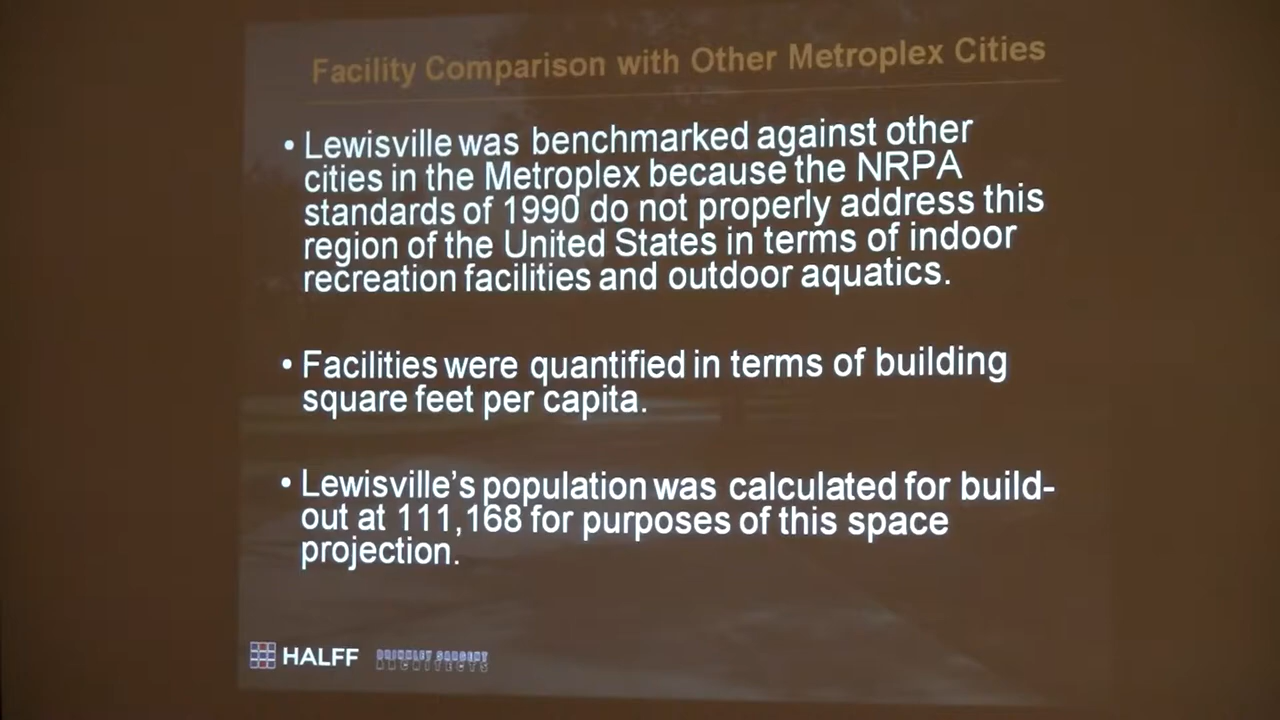 Facility Comparison with Other Metroplex Cities
• Lewisville was benchmarked against other
cities in the Metroplex because the NRPA
standards of 1990 do not properly address this
region of the United States in terms of indoor
recreation facilities and outdoor aquatics.
• Facilities were quantified in terms of building
square feet per capita.
• Lewisville's population was calculated for build-
out at 111,168 for purposes of this space
projection.
HALFF
BRINKLEY SARGENT
ARCHITECTS